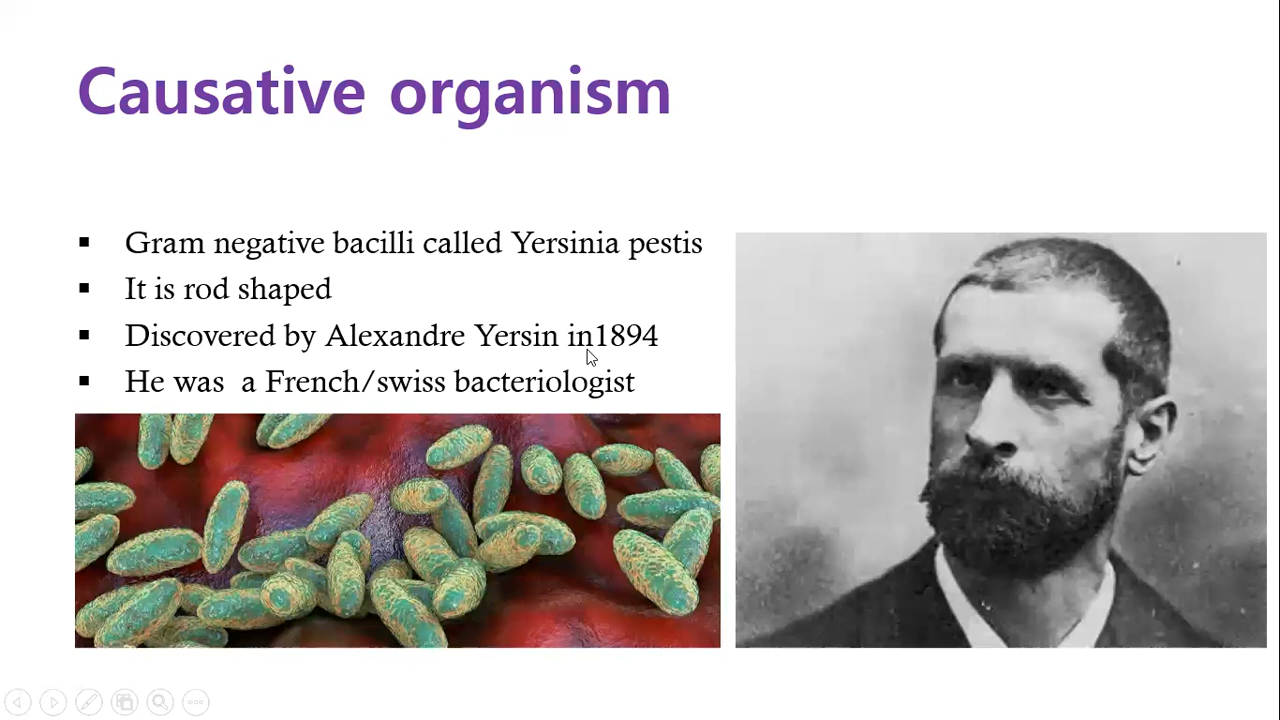 Causative organism
▪ Gram negative bacilli called Yersinia pestis
▪ It is rod shaped
▪ Discovered by Alexandre Yersin in1894
▪ He was  a French/swiss bacteriologist